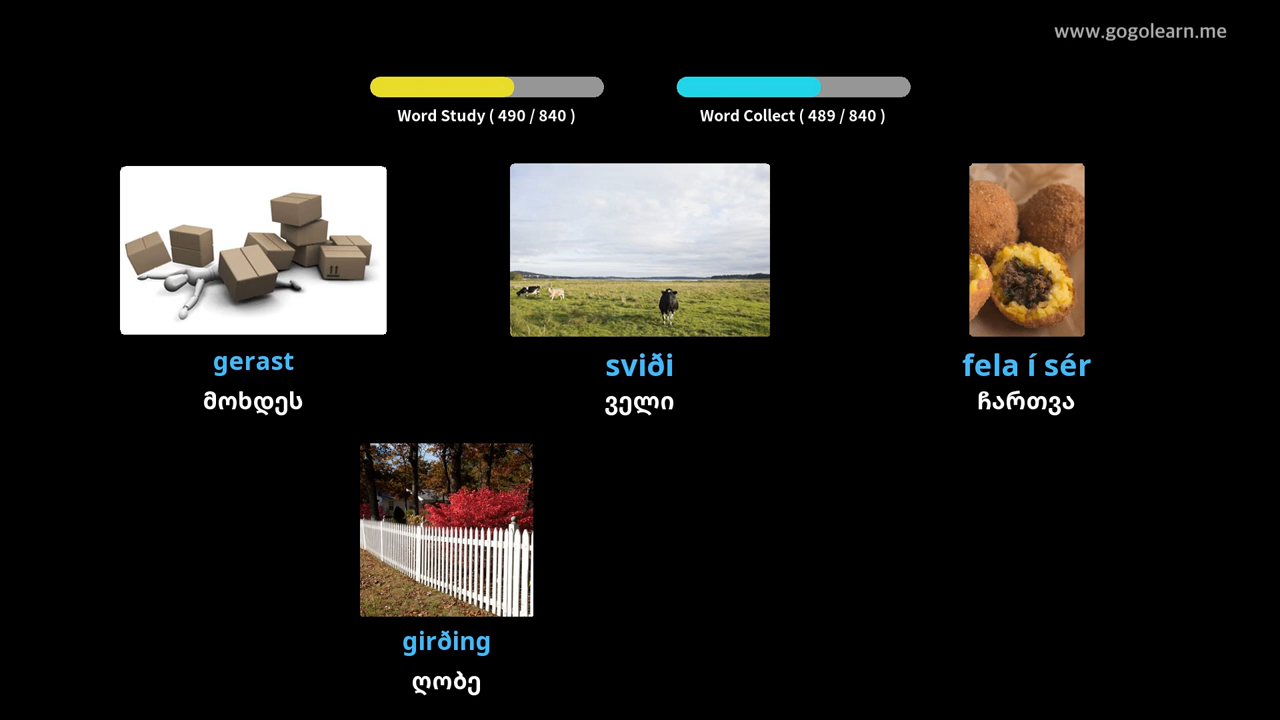 www.gogolearn.me
Word Study ( 490 / 840 )
Word Collect ( 489 / 840 )
gerast
მოხდეს
sviði
ველი
fela í sér
ჩართვა
girðing
ღობე